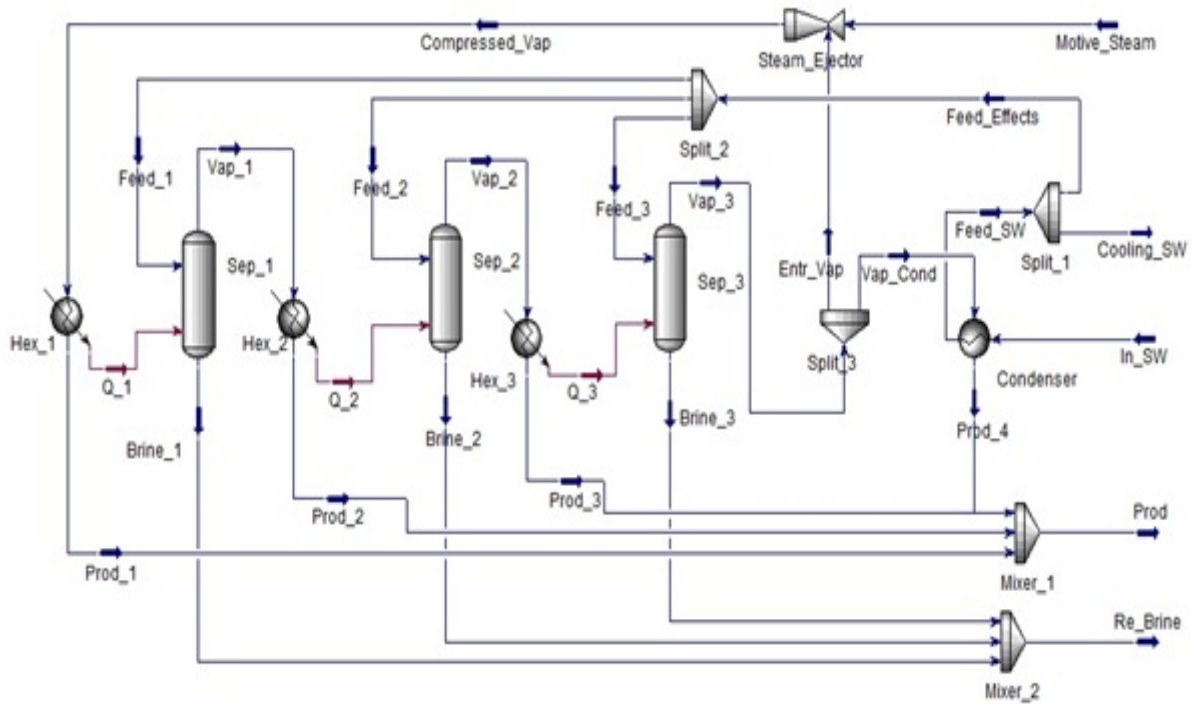 Compressed_Vap
Steam_Ejector
Motive_Steam
Feed_Effects
Split_2
Feed_1
Vap_1
Feed_2
Vap_2
Feed_3
Vap_3
Entr_Vap
Vap_Cond
Feed_SW
Split_1
Cooling_SW
Sep_1
Sep_2
Sep_3
Hex_1
Q_1
Hex_2
Q_2
Hex_3
Q_3
Split_3
Condenser
In_SW
Brine_1
Brine_2
Brine_3
Prod_4
Prod_2
Prod_3
Prod
Prod_1
Mixer_1
Re_Brine
Mixer_2